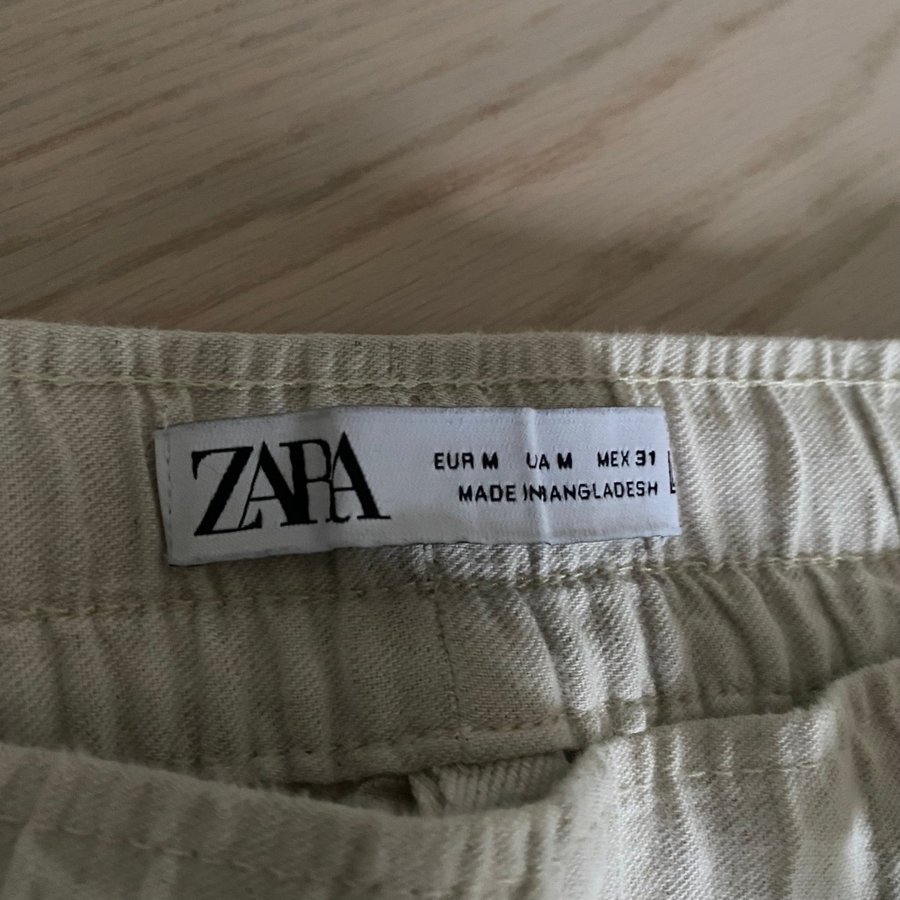 ZARA
EUR M UA M MEX 31
MADE IN BANGLADESH